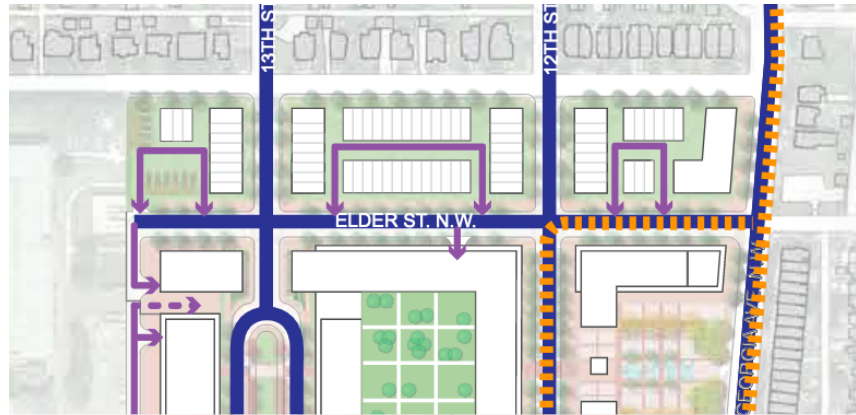 13TH ST
12TH ST
ELDER ST. N.W.
GEORGIA AVE. N.W.